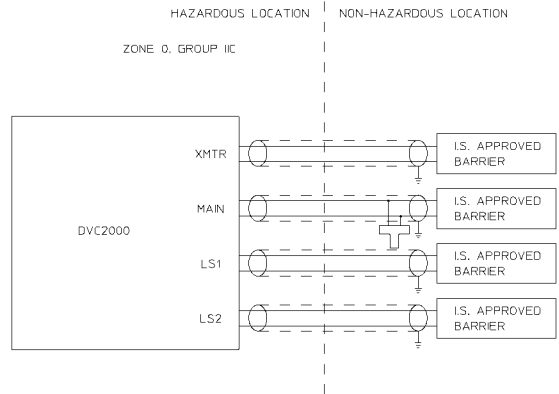 HAZARDOUS LOCATION
NON-HAZARDOUS LOCATION
ZONE 0, GROUP IIC
DVC2000
XMTR
I.S. APPROVED
BARRIER
MAIN
I.S. APPROVED
BARRIER
LS1
I.S. APPROVED
BARRIER
LS2
I.S. APPROVED
BARRIER